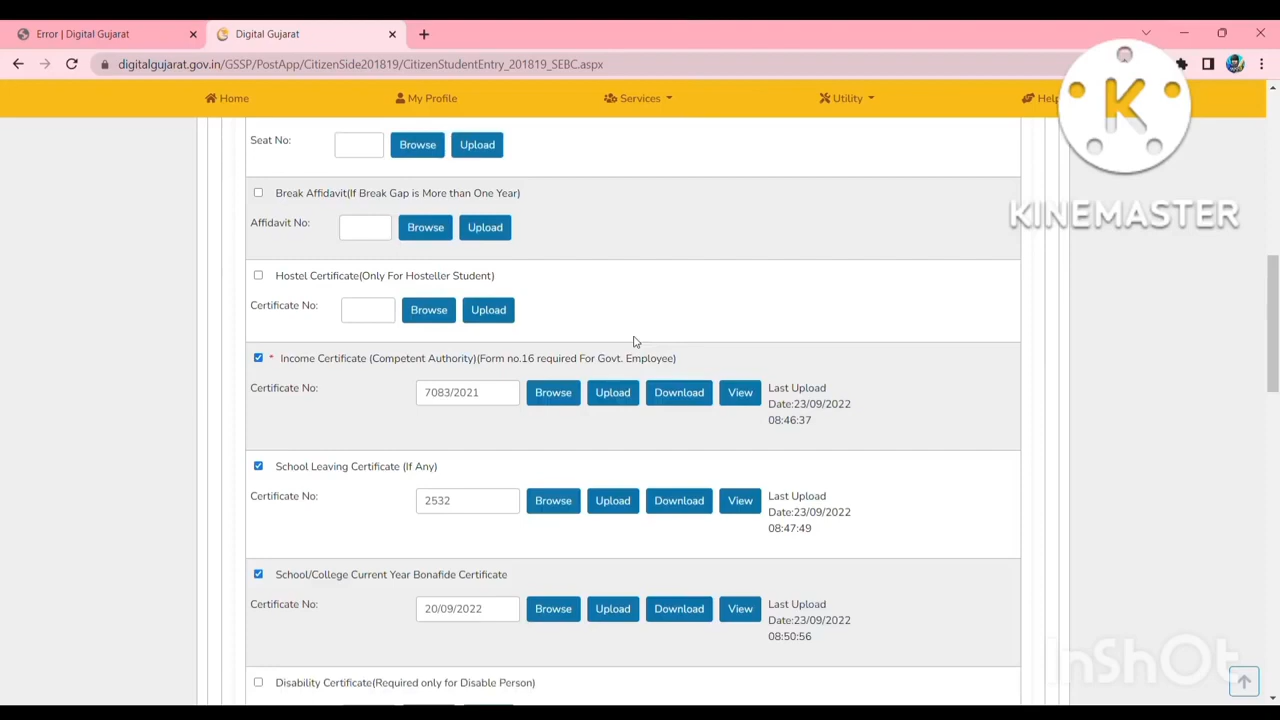 Error | Digital Gujarat
Digital Gujarat
digitalgujarat.gov.in/GSSP/PostApp/CitizenSide201819/CitizenStudentEntry_201819_SEBC.aspx
Home My Profile Services Utility Help
K
KINEMASTER
Seat No: Browse Upload
Break Affidavit(If Break Gap is More than One Year)
Affidavit No: Browse Upload
Hostel Certificate(Only For Hosteller Student)
Certificate No: Browse Upload
* Income Certificate (Competent Authority)(Form no.16 required For Govt. Employee)
Certificate No: 7083/2021 Browse Upload Download View Last Upload
Date:23/09/2022
08:46:37
School Leaving Certificate (If Any)
Certificate No: 2532 Browse Upload Download View Last Upload
Date:23/09/2022
08:47:49
School/College Current Year Bonafide Certificate
Certificate No: 20/09/2022 Browse Upload Download View Last Upload
Date:23/09/2022
08:50:56
InShOt
Disability Certificate(Required only for Disable Person)